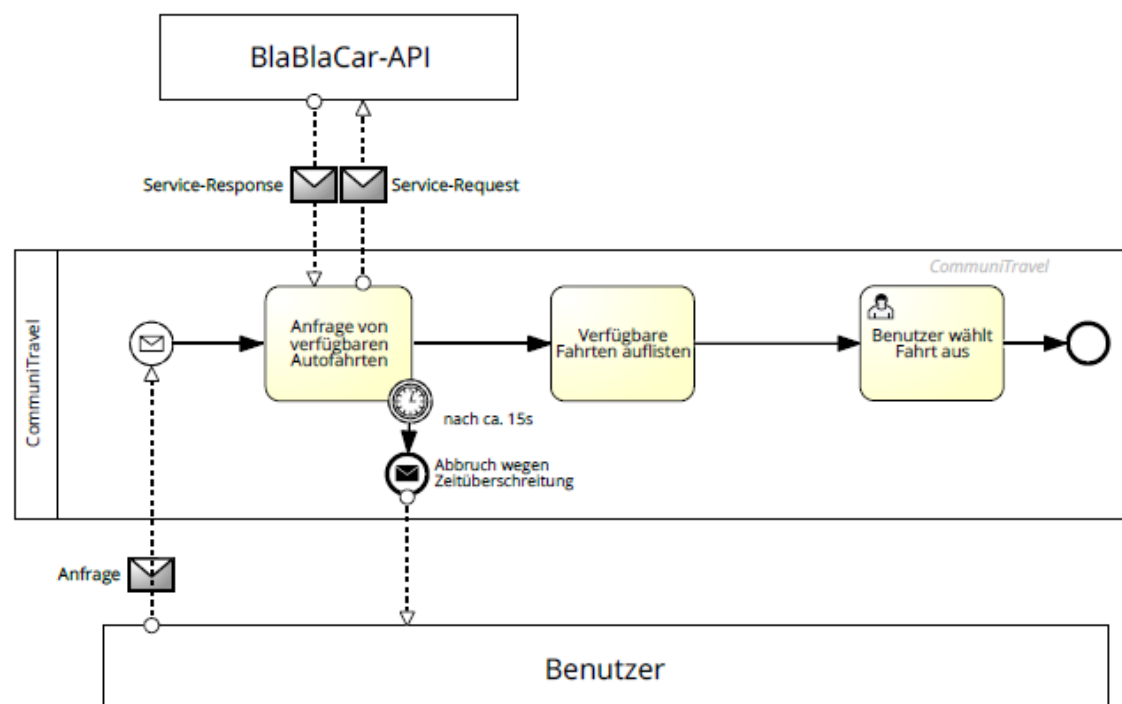 BlaBlaCar-API
Service-Response
Service-Request
CommuniTravel
CommuniTravel
Anfrage von
verfügbaren
Autofahrten
Verfügbare
Fahrten auflisten
Benutzer wählt
Fahrt aus
nach ca. 15s
Abbruch wegen
Zeitüberschreitung
Anfrage
Benutzer